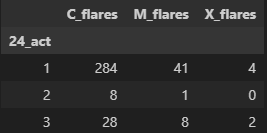 C_flares M_flares X_flares
24_act
1 284 41 4
2 8 1 0
3 28 8 2